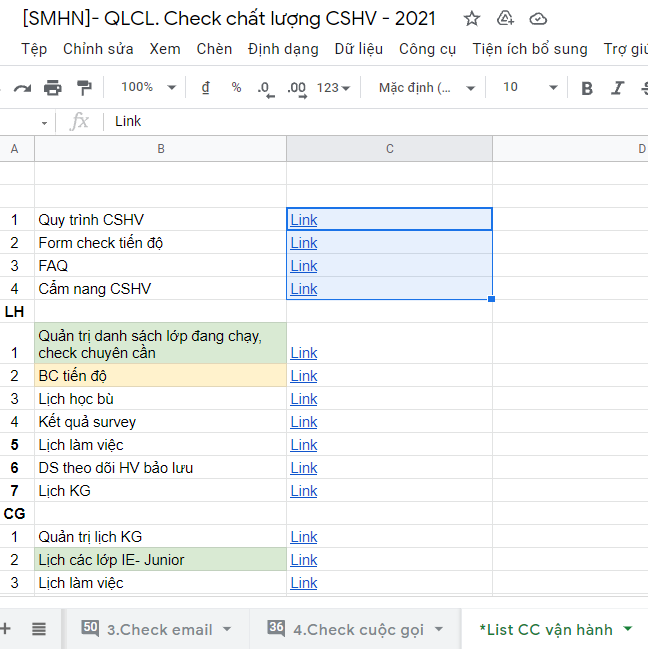 [SMHN]- QLCL. Check chất lượng CSHV - 2021
Tệp Chỉnh sửa Xem Chèn Định dạng Dữ liệu Công cụ Tiện ích bổ sung Trợ giú
100% đ % .0 .00 123 Mặc định (... 10 B I S
fx Link
A B C D
1 Quy trình CSHV Link
2 Form check tiến độ Link
3 FAQ Link
4 Cẩm nang CSHV Link
LH
Quản trị danh sách lớp đang chạy,
1 check chuyên cần Link
2 BC tiến độ Link
3 Lịch học bù Link
4 Kết quả survey Link
5 Lịch làm việc Link
6 DS theo dõi HV bảo lưu Link
7 Lịch KG Link
CG
1 Quản trị lịch KG Link
2 Lịch các lớp IE- Junior Link
3 Lịch làm việc Link
50 3.Check email 36 4.Check cuộc gọi *List CC vận hành